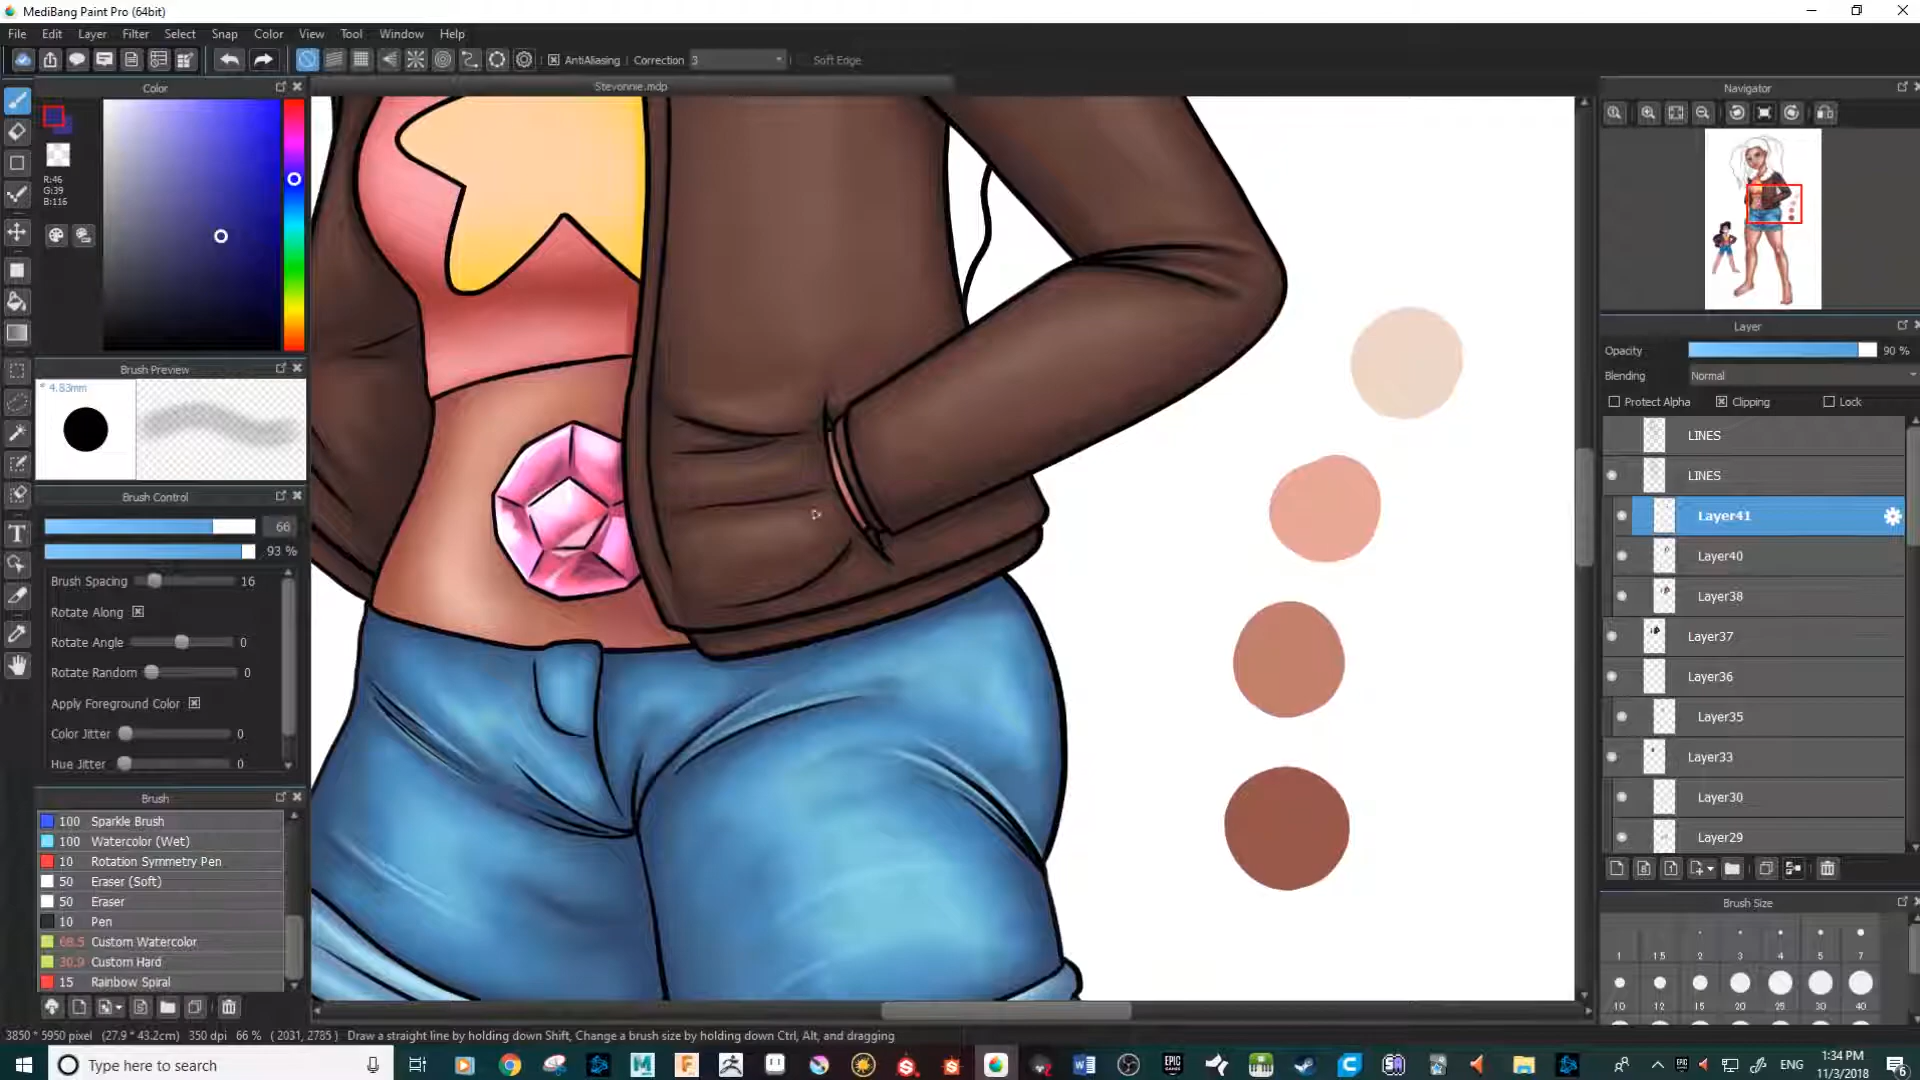 MediBang Paint Pro (64bit)
File Edit Layer Filter Select Snap Color View Tool Window Help
AntiAliasing Correction 3 Soft Edge
Color
Stevonnie.mdp
Navigator
R:46
G:39
B:116
Layer
Opacity 90 %
Brush Preview
Blending Normal
4.83mm
Protect Alpha Clipping Lock
LINES
LINES
Brush Control
Layer41
66
93 %
Layer40
Brush Spacing 16
Layer38
Rotate Along
Layer37
Rotate Angle 0
Rotate Random 0
Layer36
Apply Foreground Color
Layer35
Color Jitter 0
Layer33
Hue Jitter 0
Brush
Layer30
100 Sparkle Brush
Layer29
100 Watercolor (Wet)
10 Rotation Symmetry Pen
50 Eraser (Soft)
50 Eraser
Brush Size
10 Pen
68.5 Custom Watercolor
1 1.5 2 3 4 5 7
30.9 Custom Hard
15 Rainbow Spiral
10 12 15 20 25 30 40
3850 * 5950 pixel (27.9 * 43.2cm) 350 dpi 66 % ( 2031, 2785 ) Draw a straight line by holding down Shift, Change a brush size by holding down Ctrl, Alt, and dragging
Type here to search
ENG
1:34 PM
11/3/2018
6